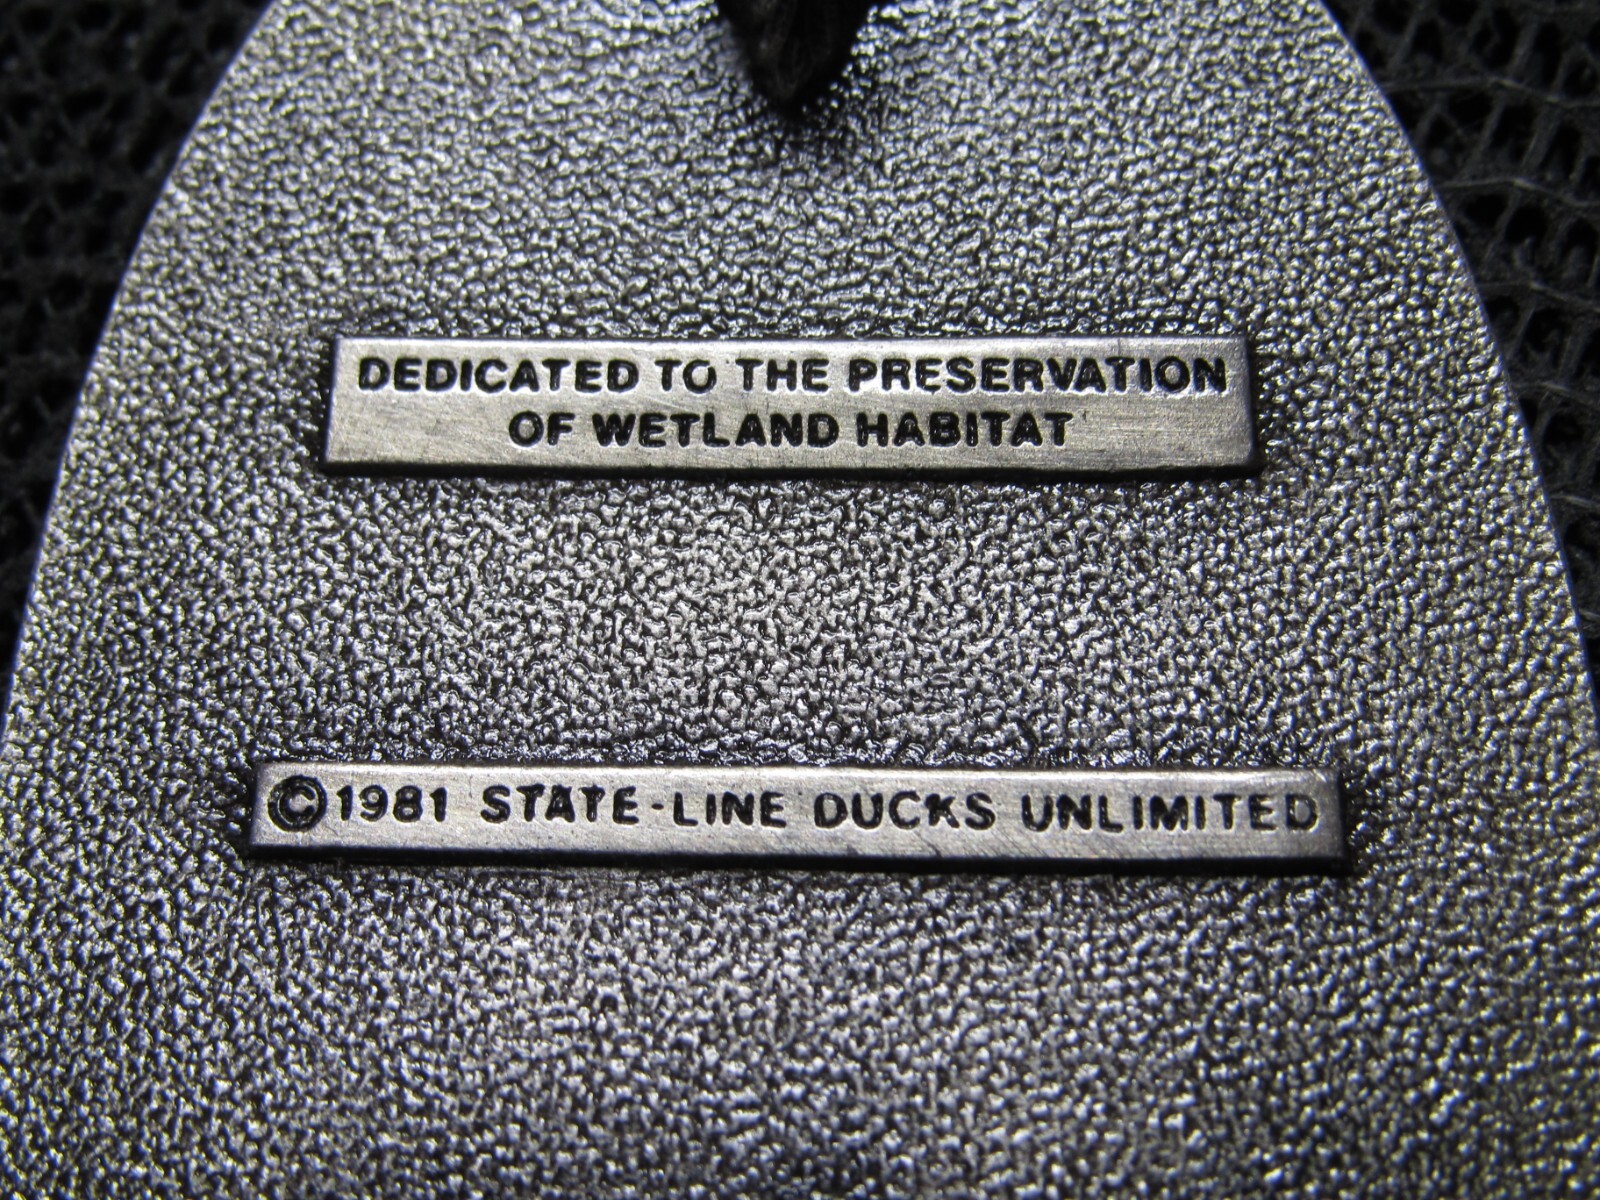 DEDICATED TO THE PRESERVATION
OF WETLAND HABITAT
©1981 STATE-LINE DUCKS UNLIMITED